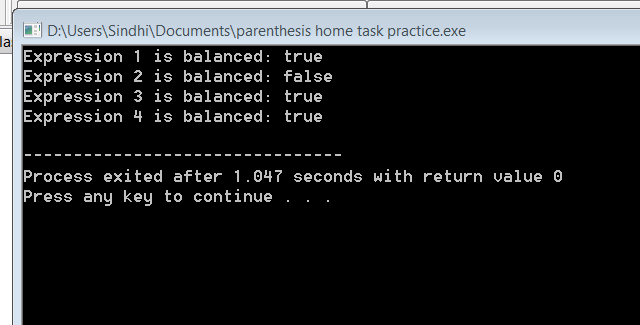 D:\Users\Sindhi\Documents\parenthesis home task practice.exe
Expression 1 is balanced: true
Expression 2 is balanced: false
Expression 3 is balanced: true
Expression 4 is balanced: true
--------------------------------
Process exited after 1.047 seconds with return value 0
Press any key to continue . . .